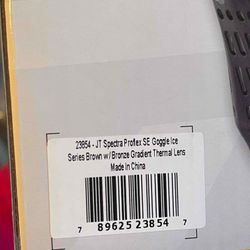 23854 - JT Spectra Proflex SE Goggle Ice
Series Brown w/ Bronze Gradient Thermal Lens
Made In China
7 89625 23854 7